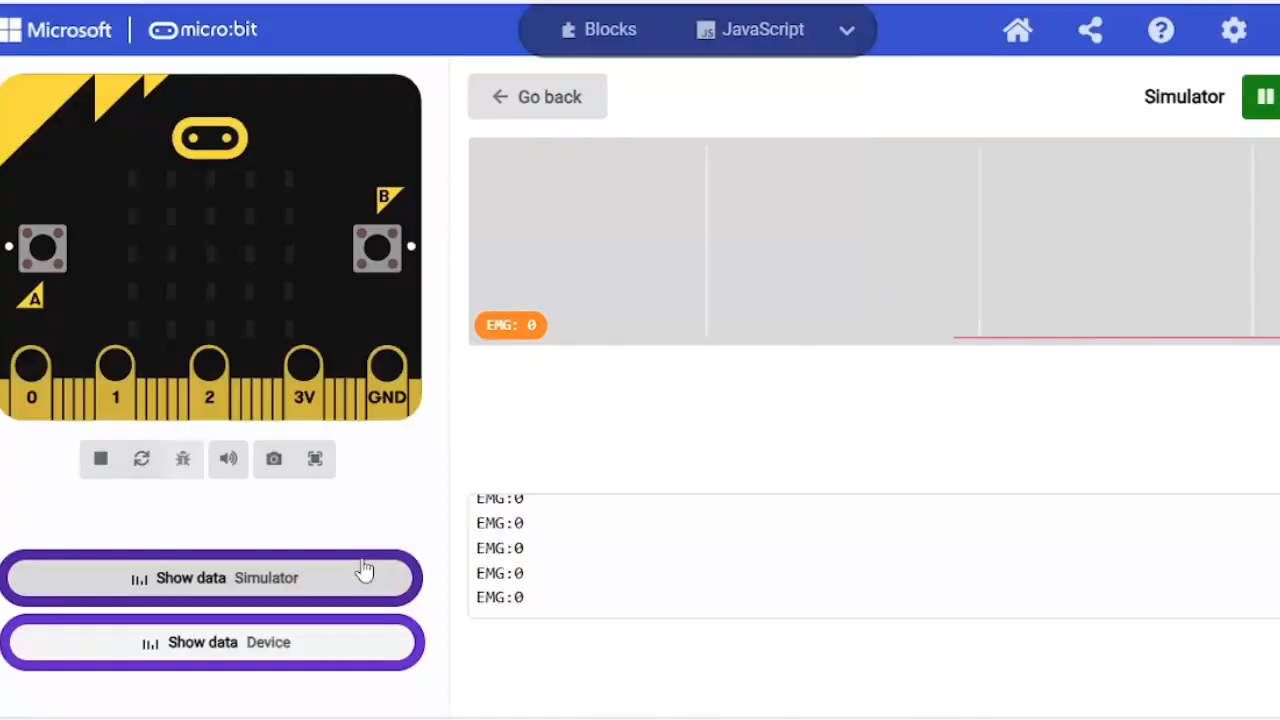 Microsoft micro:bit Blocks JavaScript
Go back
Simulator
B
A
EMG: 0
0 1 2 3V GND
EMG:0
EMG:0
EMG:0
EMG:0
EMG:0
Show data Simulator
Show data Device